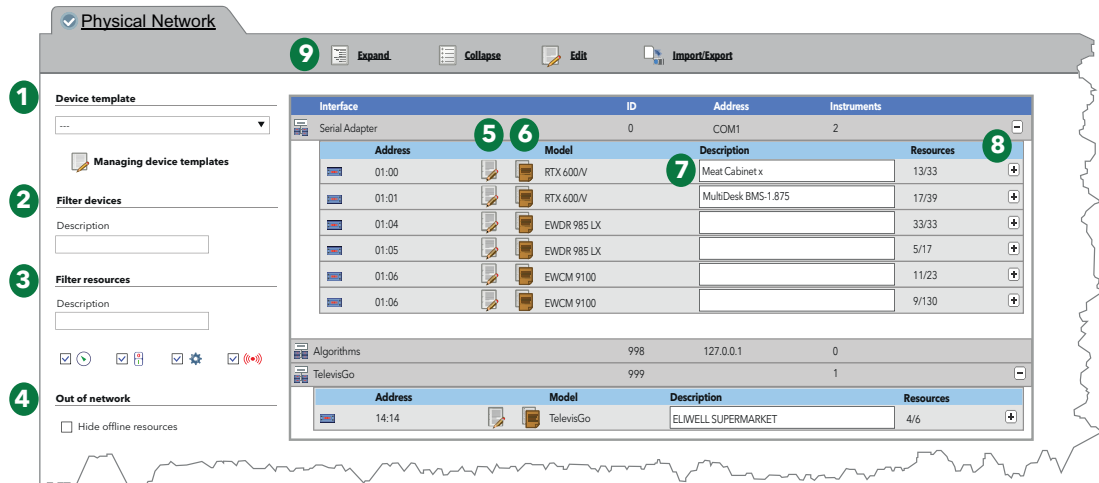 Physical Network
9 Expand Collapse Edit Import/Export
1 Device template
---
Managing device templates
2 Filter devices
Description
3 Filter resources
Description
4 Out of network
Hide offline resources
Interface ID Address Instruments
Serial Adapter 0 COM1 2
5 6 7 8
Address Model Description Resources
01:00 RTX 600/V Meat Cabinet x 13/33
01:01 RTX 600/V MultiDesk BMS-1.875 17/39
01:04 EWDR 985 LX 33/33
01:05 EWDR 985 LX 5/17
01:06 EWCM 9100 11/23
01:06 EWCM 9100 9/130
Algorithms 998 127.0.0.1 0
TelevisGo 999 1
Address Model Description Resources
14:14 TelevisGo ELIWELL SUPERMARKET 4/6